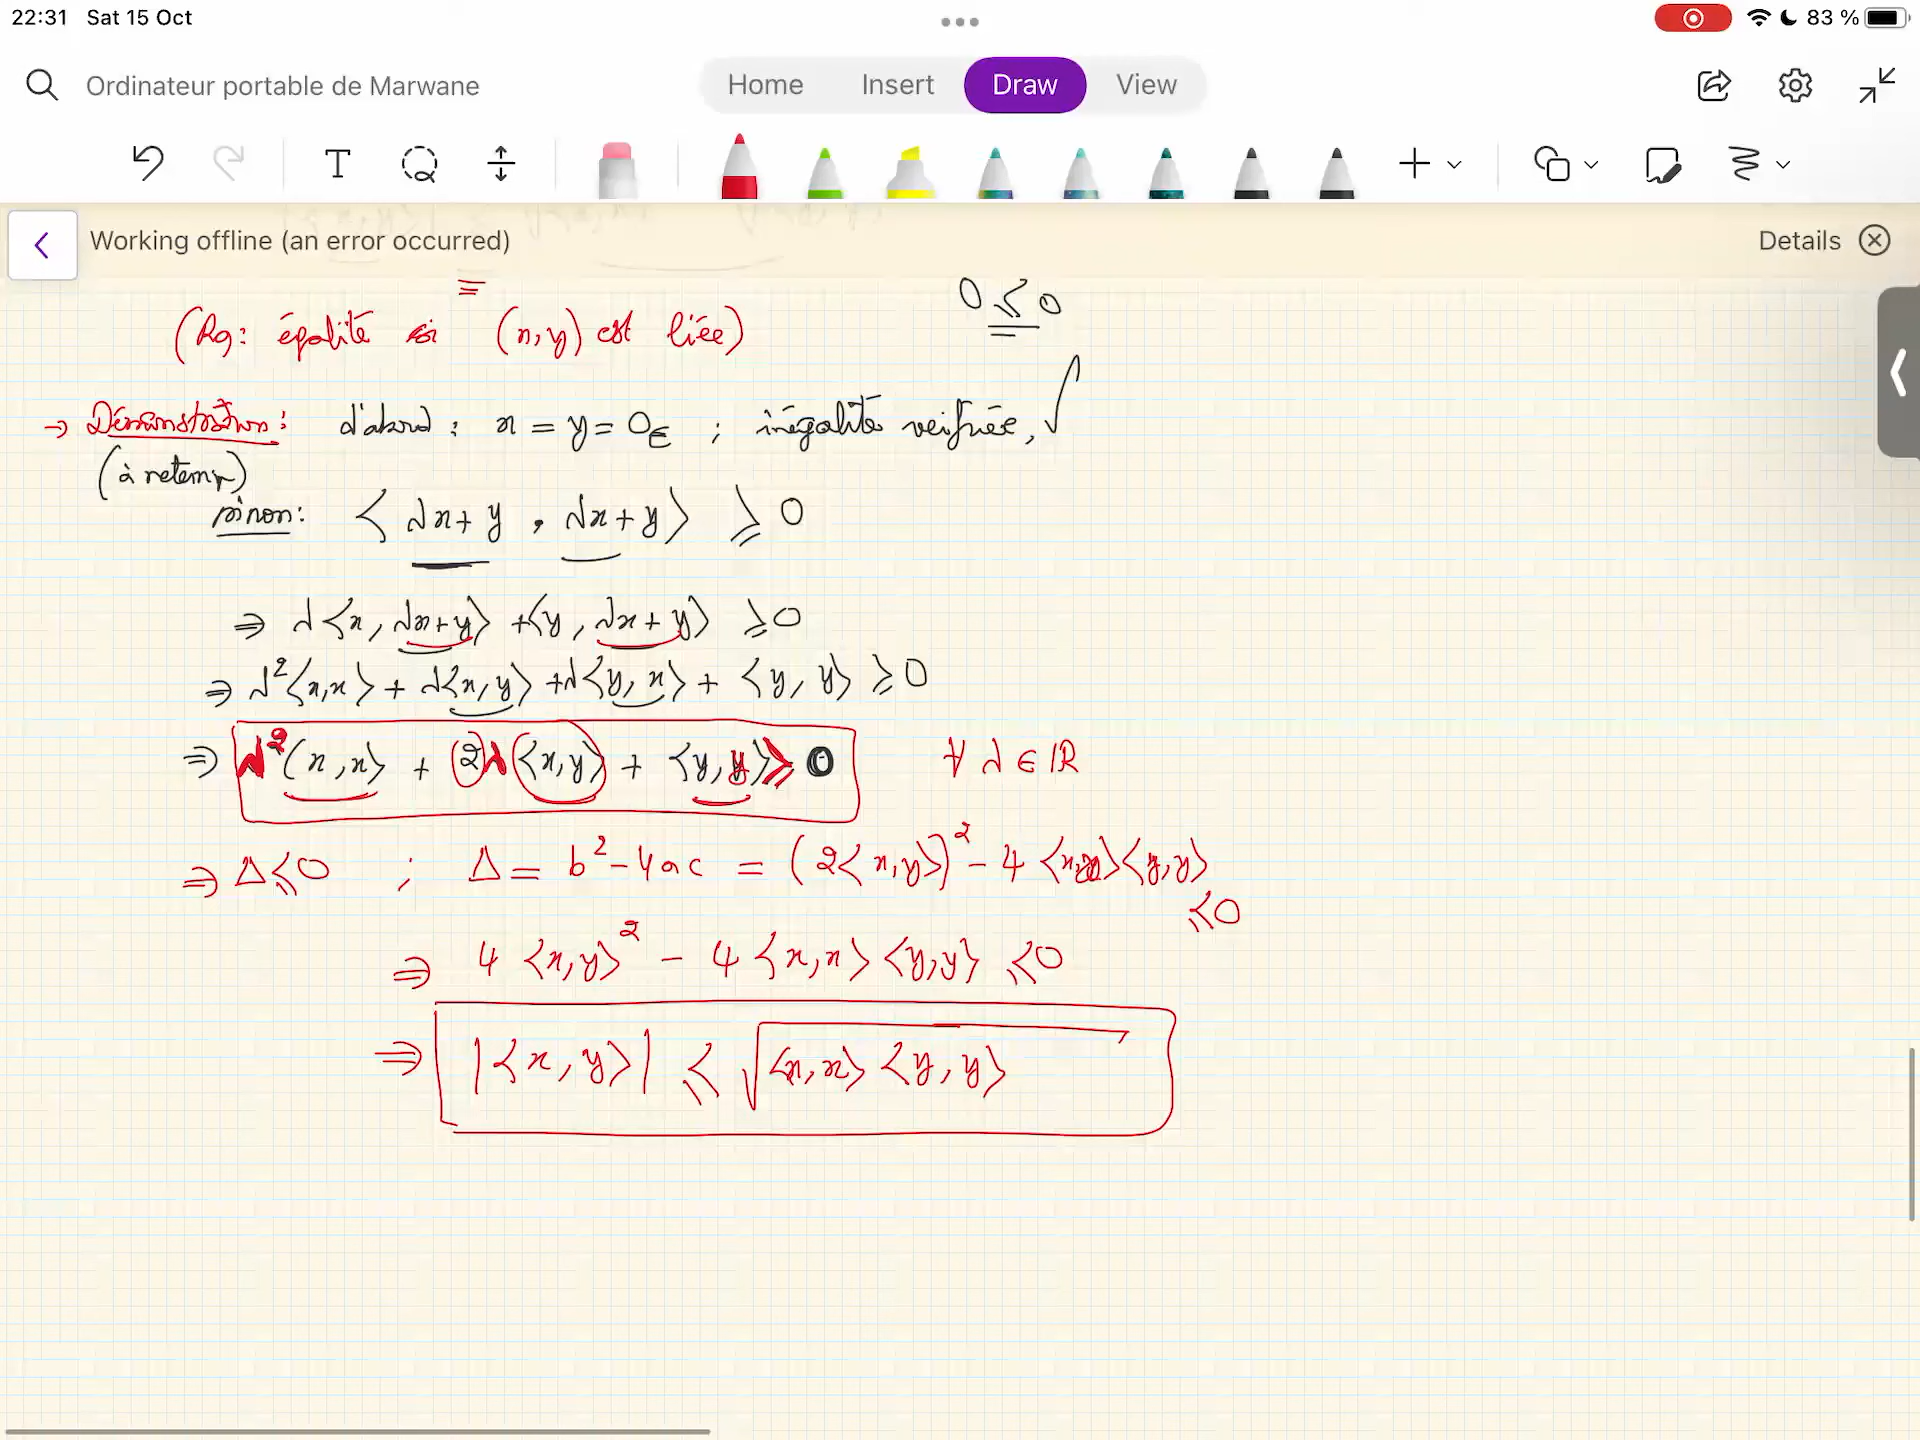 22:31 Sat 15 Oct
83 %
Ordinateur portable de Marwane
Home Insert Draw View
T
Working offline (an error occurred)
Details
0 ≤ 0
(Rq: égalité ssi (x,y) est liée)
→ Démonstration: d'abord : x = y = 0_E ; inégalité vérifiée, √
(à retenir)
sinon: < λx+y , λx+y > ≥ 0
⇒ λ<x, λx+y> + <y, λx+y> ≥ 0
⇒ λ²<x,x> + λ<x,y> + λ<y,x> + <y,y> ≥ 0
⇒ λ²(x,x> + 2λ<x,y> + <y,y> ≥ 0 ∀ λ ∈ ℝ
⇒ Δ ≤ 0 ; Δ = b² - 4ac = (2<x,y>)² - 4<x,x><y,y>
≤ 0
⇒ 4 <x,y>² - 4 <x,x> <y,y> ≤ 0
⇒ |<x,y>| ≤ √<x,x> <y,y>